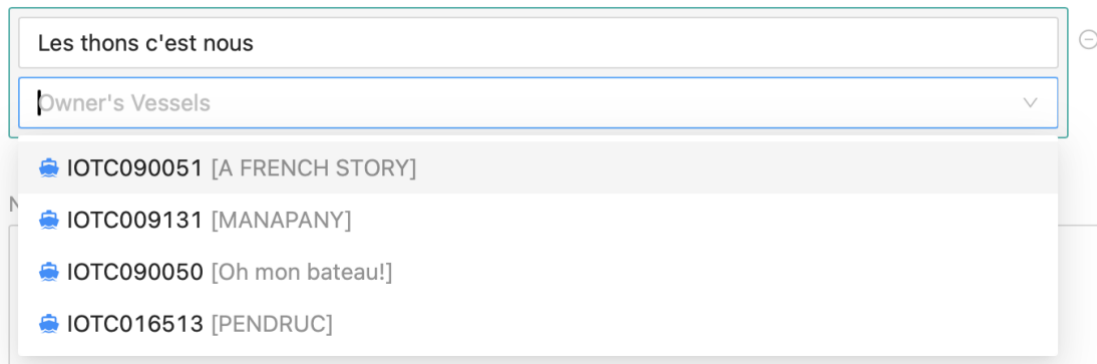 Les thons c'est nous
Owner's Vessels
IOTC090051 [A FRENCH STORY]
N
IOTC009131 [MANAPANY]
IOTC090050 [Oh mon bateau!]
IOTC016513 [PENDRUC]